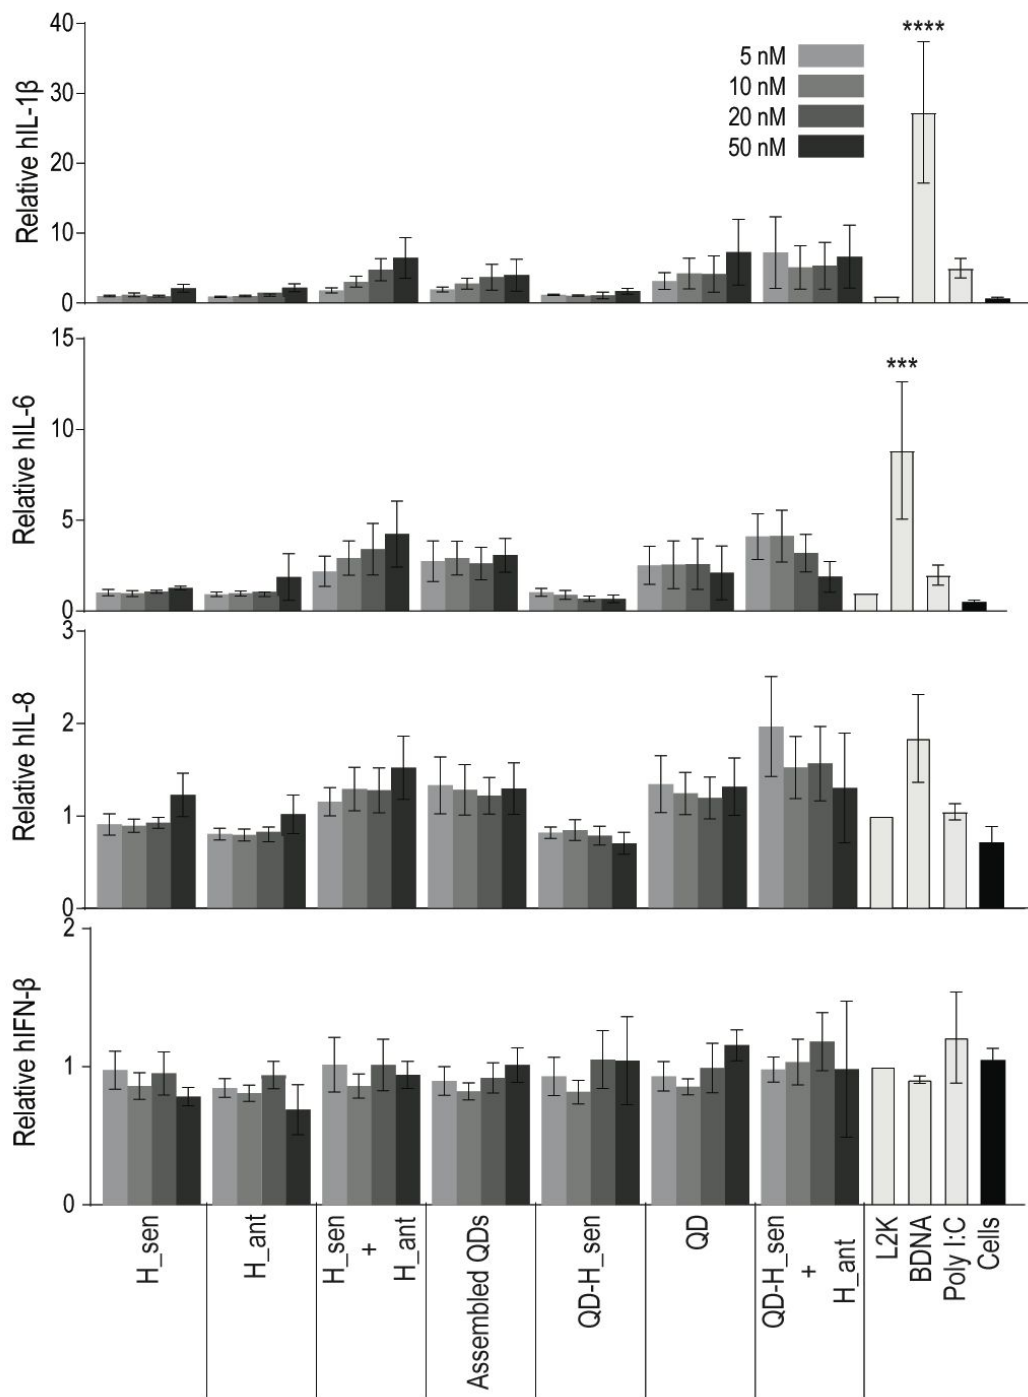 Relative hIL-1β
40
30
20
10
0
5 nM
10 nM
20 nM
50 nM
****
Relative hIL-6
15
10
5
0
***
Relative hIL-8
3
2
1
0
Relative hIFN-β
2
1
0
H_sen
H_ant
H_sen
+
H_ant
Assembled QDs
QD-H_sen
QD
QD-H_sen
+
H_ant
L2K
BDNA
Poly I:C
Cells